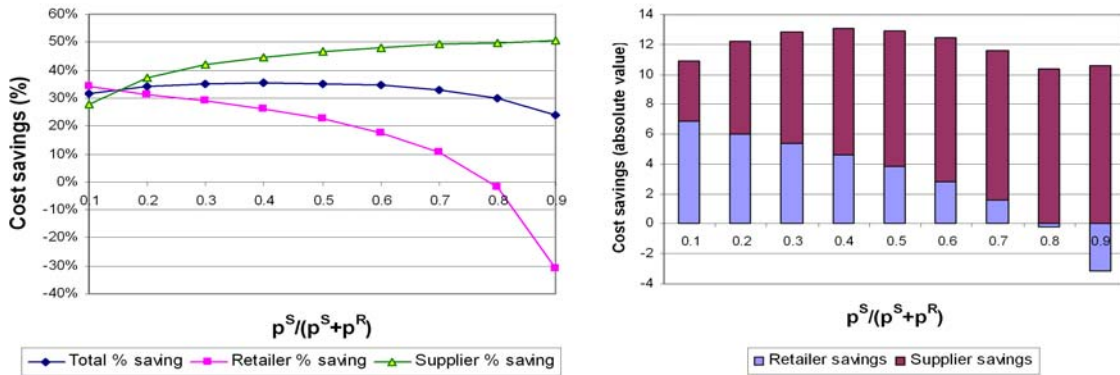 60%
50%
40%
30%
20%
10%
0%
-10%
-20%
-30%
-40%
Cost savings (%)
0.1 0.2 0.3 0.4 0.5 0.6 0.7 0.8 0.9
p^S/(p^S+p^R)
Total % saving Retailer % saving Supplier % saving
14
12
10
8
6
4
2
0
-2
-4
Cost savings (absolute value)
0.1 0.2 0.3 0.4 0.5 0.6 0.7 0.8 0.9
p^S/(p^S+p^R)
Retailer savings Supplier savings